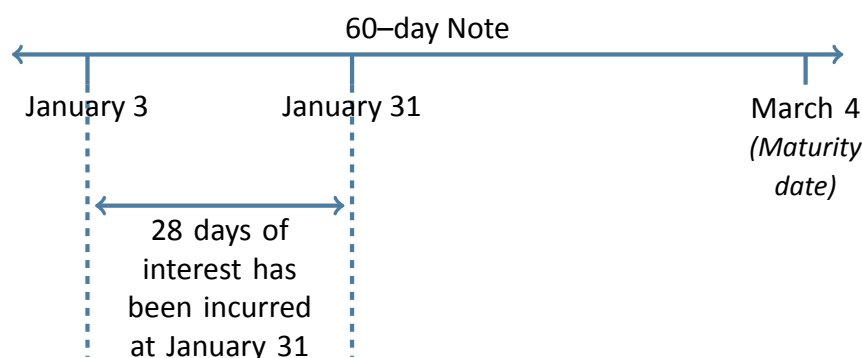 60–day Note
January 3
January 31
March 4
(Maturity
date)
28 days of
interest has
been incurred
at January 31